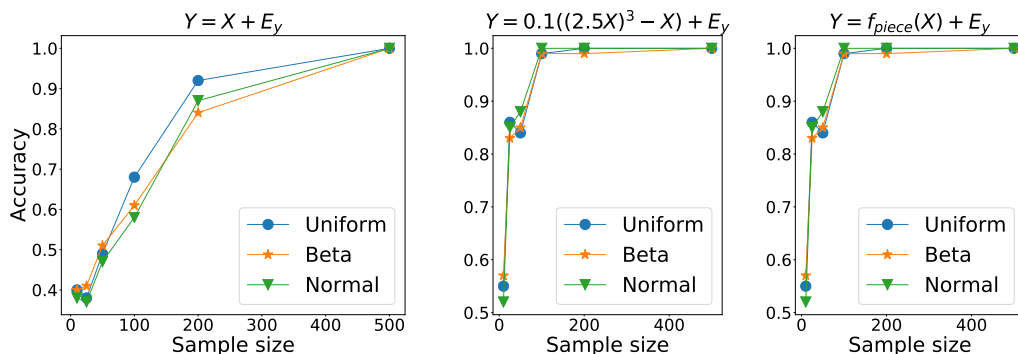 Y = X + E_y
Accuracy
1.0
0.9
0.8
0.7
0.6
0.5
0.4
0 100 200 300 400 500
Sample size
Uniform
Beta
Normal
Y = 0.1((2.5X)^3 − X) + E_y
1.0
0.9
0.8
0.7
0.6
0.5
0 200 400
Sample size
Uniform
Beta
Normal
Y = f_{piece}(X) + E_y
1.0
0.9
0.8
0.7
0.6
0.5
0 200 400
Sample size
Uniform
Beta
Normal